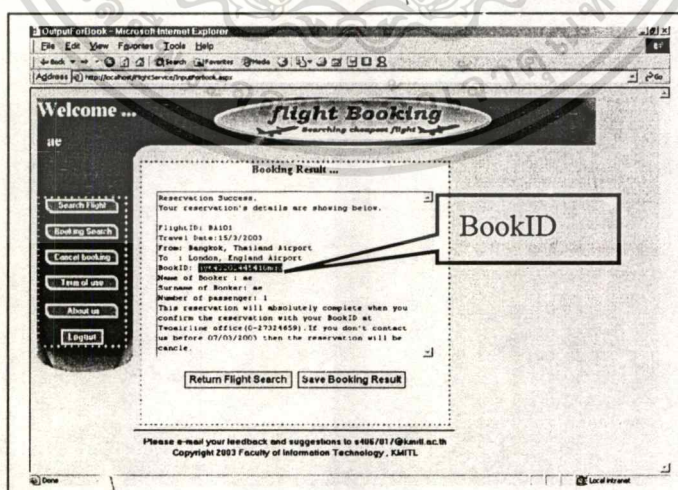 OutputForBook - Microsoft Internet Explorer
File Edit View Favorites Tools Help
Back Search Favorites Media
Address http://localhost/FlightService/InputForBook.aspx Go
Welcome ...
flight Booking
Searching cheapest flight
ae
Search Flight
Booking Search
Cancel booking
Term of use
About us
Logout
Booking Result ...
Reservation Success.
Your reservation's details are showing below.
FlightID: BA101
Travel Date:15/3/2003
From: Bangkok, Thailand Airport
To : London, England Airport
BookID:
Name of Booker : ae
Surname of Booker: ae
Number of passenger: 1
This reservation will absolutely complete when you
confirm the reservation with your BookID at
Twoairline office(0-27324659).If you don't contact
us before 07/03/2003 then the reservation will be
cancle.
BookID
Return Flight Search Save Booking Result
Please e-mail your feedback and suggestions to
Copyright 2003 Faculty of Information Technology , KMITL
Done Local intranet